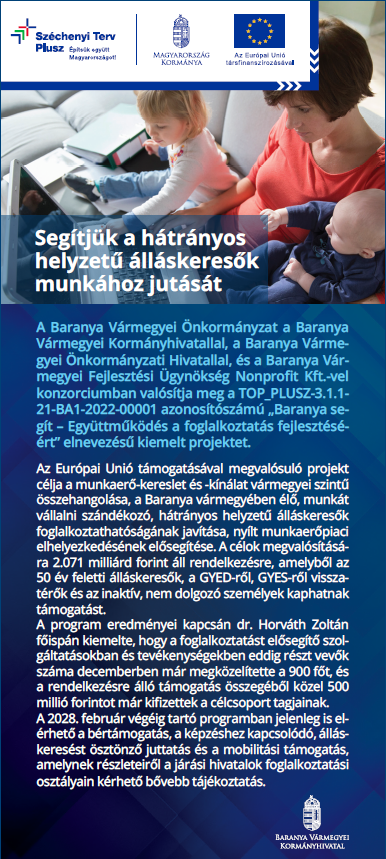 Széchenyi Terv
Plusz
Építsük együtt
Magyarországot!
MAGYARORSZÁG
KORMÁNYA
Az Európai Unió
társfinanszírozásával
Segítjük a hátrányos
helyzetű álláskeresők
munkához jutását
A Baranya Vármegyei Önkormányzat a Baranya
Vármegyei Kormányhivatallal, a Baranya Várme-
gyei Önkormányzati Hivatallal, és a Baranya Vár-
megyei Fejlesztési Ügynökség Nonprofit Kft.-vel
konzorciumban valósítja meg a TOP_PLUSZ-3.1.1-
21-BA1-2022-00001 azonosítószámú „Baranya se-
gít – Együttműködés a foglalkoztatás fejlesztésé-
ért” elnevezésű kiemelt projektet.
Az Európai Unió támogatásával megvalósuló projekt
célja a munkaerő-kereslet és -kínálat vármegyei szintű
összehangolása, a Baranya vármegyében élő, munkát
vállalni szándékozó, hátrányos helyzetű álláskeresők
foglalkoztathatóságának javítása, nyílt munkaerőpiaci
elhelyezkedésének elősegítése. A célok megvalósításá-
ra 2.071 milliárd forint áll rendelkezésre, amelyből az
50 év feletti álláskeresők, a GYED-ről, GYES-ről vissza-
térők és az inaktív, nem dolgozó személyek kaphatnak
támogatást.
A program eredményei kapcsán dr. Horváth Zoltán
főispán kiemelte, hogy a foglalkoztatást elősegítő szol-
gáltatásokban és tevékenységekben eddig részt vevők
száma decemberben már megközelítette a 900 főt, és
a rendelkezésre álló támogatás összegéből közel 500
millió forintot már kifizettek a célcsoport tagjainak.
A 2028. február végéig tartó programban jelenleg is el-
érhető a bértámogatás, a képzéshez kapcsolódó, állás-
keresést ösztönző juttatás és a mobilitási támogatás,
amelynek részleteiről a járási hivatalok foglalkoztatási
osztályain kérhető bővebb tájékoztatás.
BARANYA VÁRMEGYEI
KORMÁNYHIVATAL